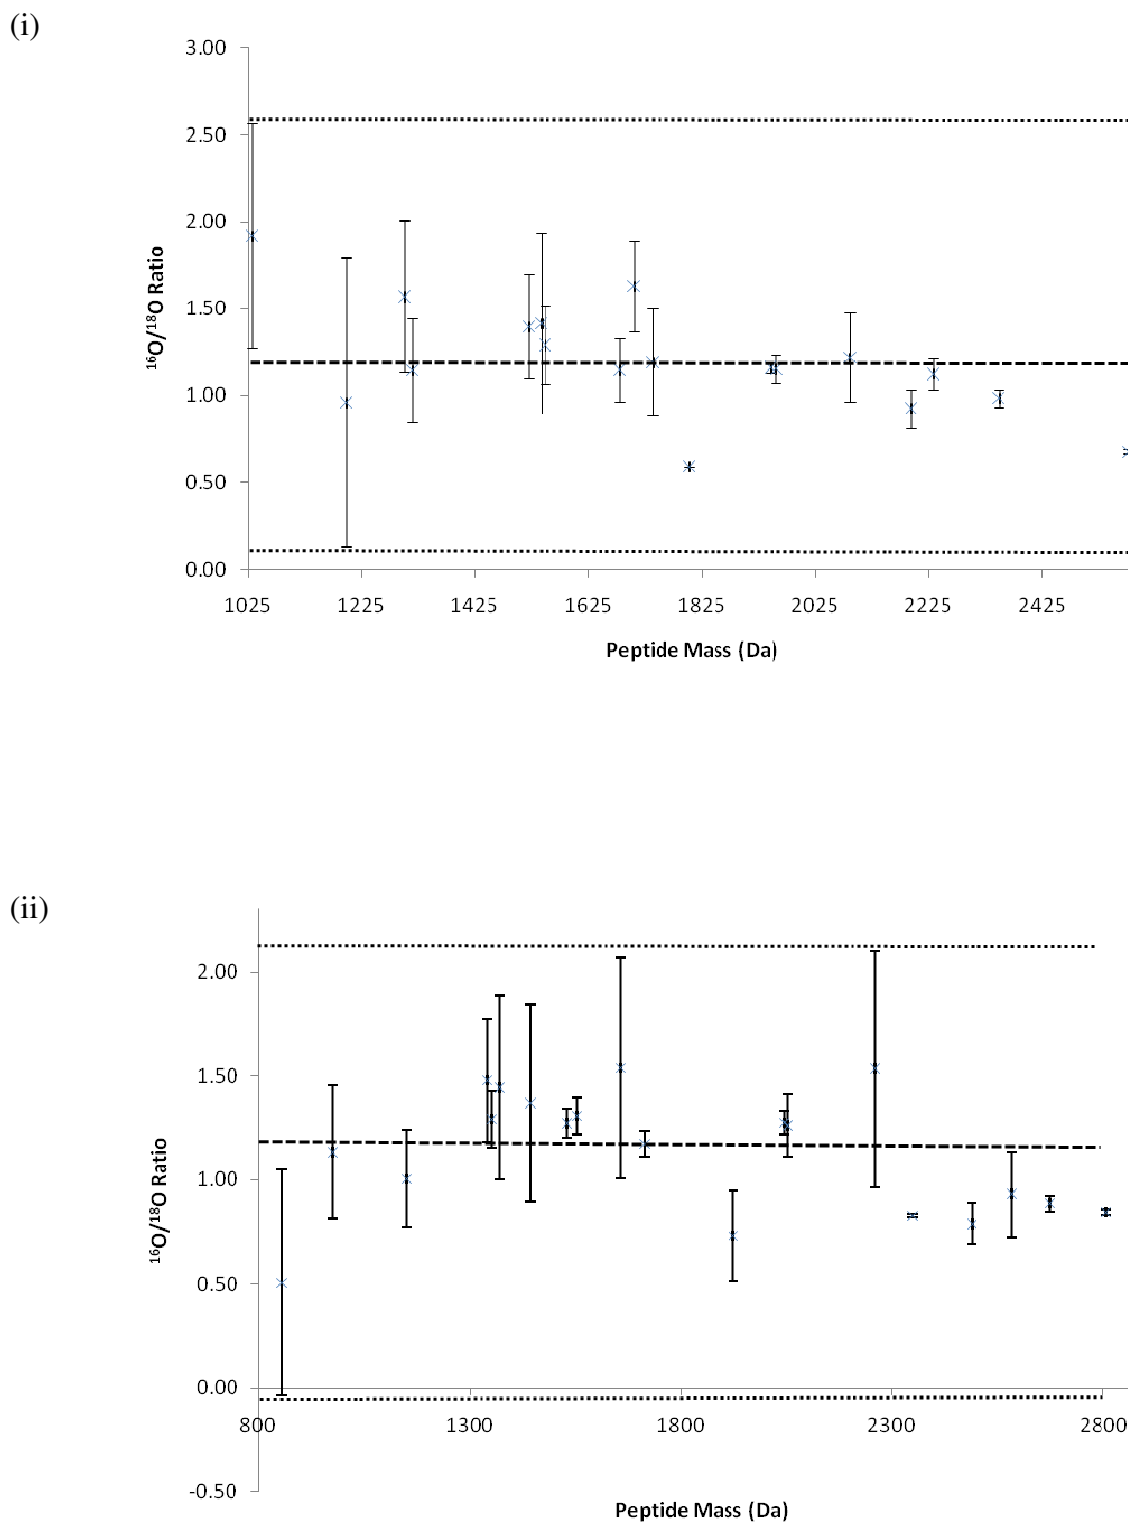 (i)
3.00
2.50
2.00
1.50
1.00
0.50
0.00
16O/18O Ratio
1025 1225 1425 1625 1825 2025 2225 2425
Peptide Mass (Da)
(ii)
2.00
1.50
1.00
0.50
0.00
-0.50
16O/18O Ratio
800 1300 1800 2300 2800
Peptide Mass (Da)